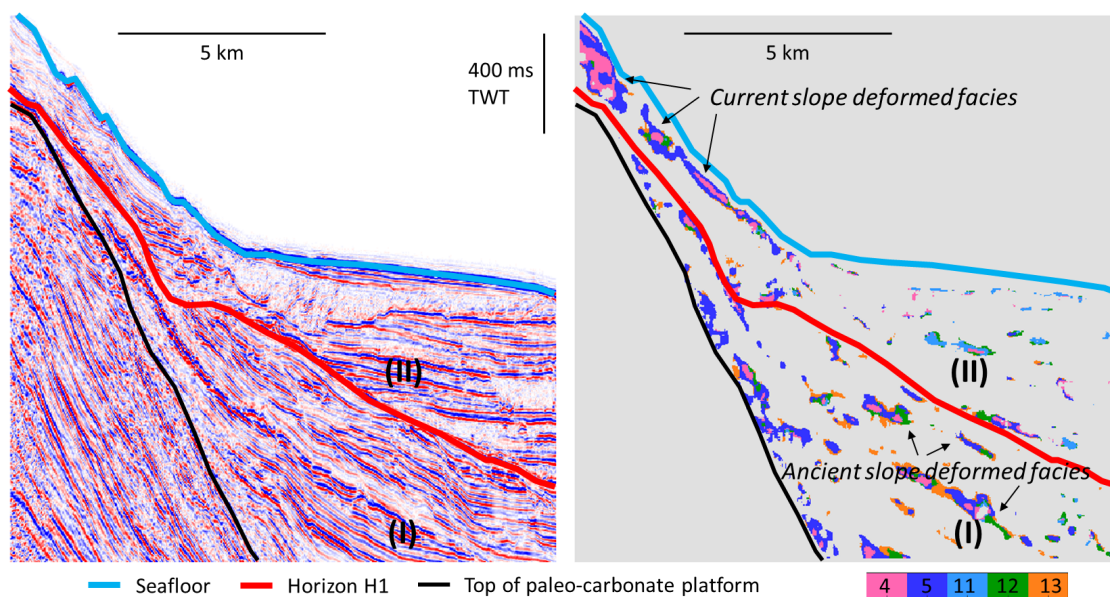 5 km
400 ms
TWT
(II)
(I)
5 km
Current slope deformed facies
(II)
Ancient slope deformed facies
(I)
Seafloor
Horizon H1
Top of paleo-carbonate platform
4 5 11 12 13